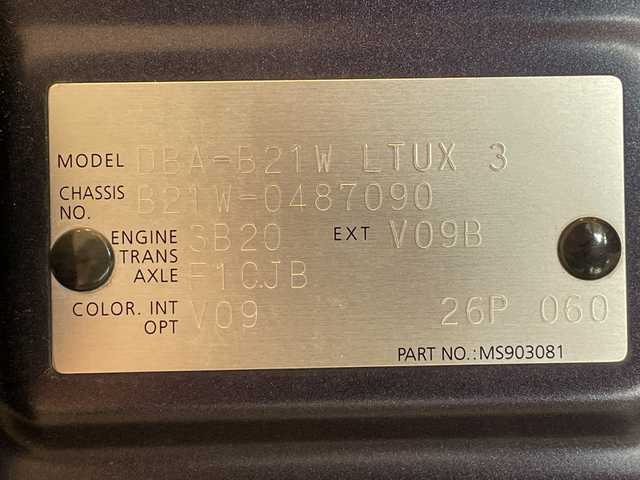 MODEL DBA-B21W LTUX 3
CHASSIS NO. B21W-0487090
ENGINE SB20 EXT V09B
TRANS AXLE F1CJB
COLOR. INT V09 26P 060
OPT
PART NO.:MS903081